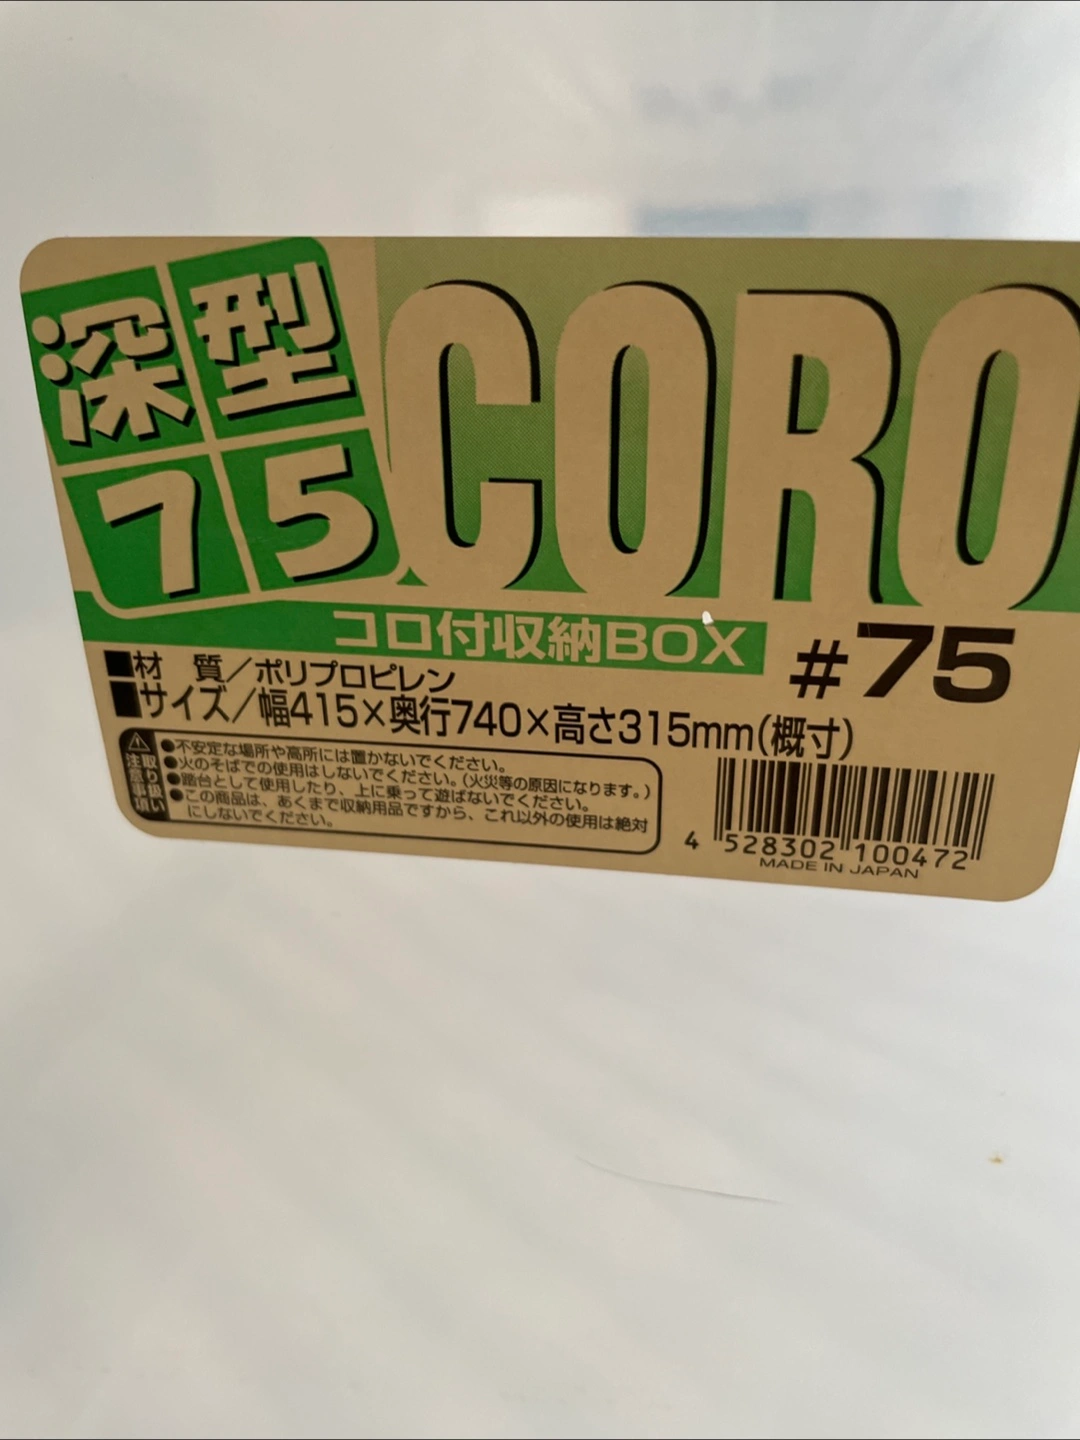 深型
75
CORO
コロ付収納BOX
#75
■材　質／ポリプロピレン
■サイズ／幅415×奥行740×高さ315mm(概寸)
⚠取り扱い注意事項
●不安定な場所や高所には置かないでください。
●火のそばでの使用はしないでください。(火災等の原因になります。)
●踏台として使用したり、上に乗って遊ばないでください。
●この商品は、あくまで収納用品ですから、これ以外の使用は絶対
にしないでください。
4 528302 100472
MADE IN JAPAN